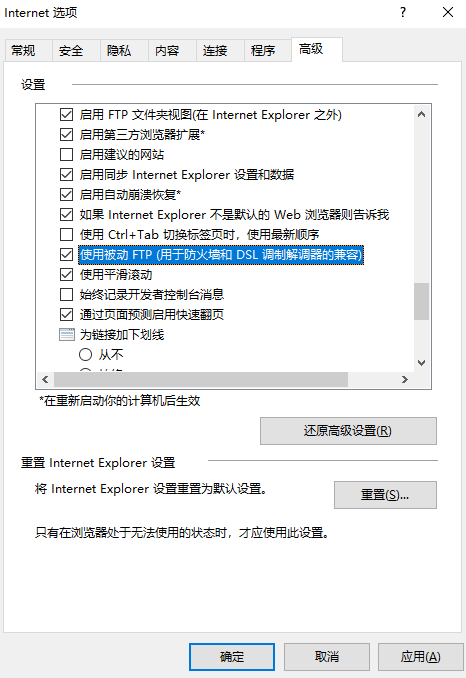 Internet 选项
常规 安全 隐私 内容 连接 程序 高级
设置
启用 FTP 文件夹视图(在 Internet Explorer 之外)
启用第三方浏览器扩展*
启用建议的网站
启用同步 Internet Explorer 设置和数据
启用自动崩溃恢复*
如果 Internet Explorer 不是默认的 Web 浏览器则告诉我
使用 Ctrl+Tab 切换标签页时，使用最新顺序
使用被动 FTP (用于防火墙和 DSL 调制解调器的兼容)
使用平滑滚动
始终记录开发者控制台消息
通过页面预测启用快速翻页
为链接加下划线
从不
*在重新启动你的计算机后生效
还原高级设置(R)
重置 Internet Explorer 设置
将 Internet Explorer 设置重置为默认设置。
重置(S)...
只有在浏览器处于无法使用的状态时，才应使用此设置。
确定 取消 应用(A)